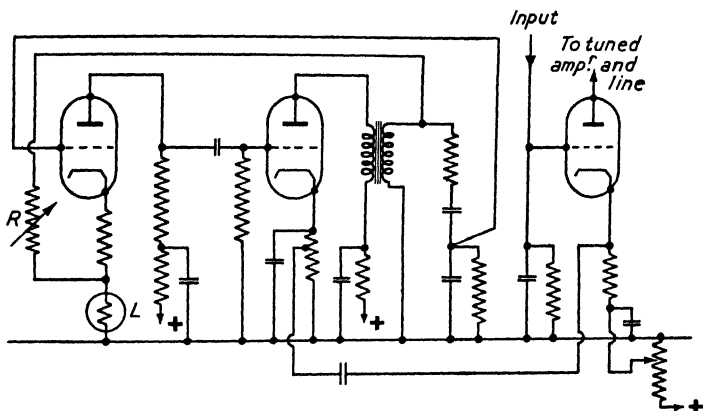 Input
To tuned
ampr. and
line
R
L
+
+
+